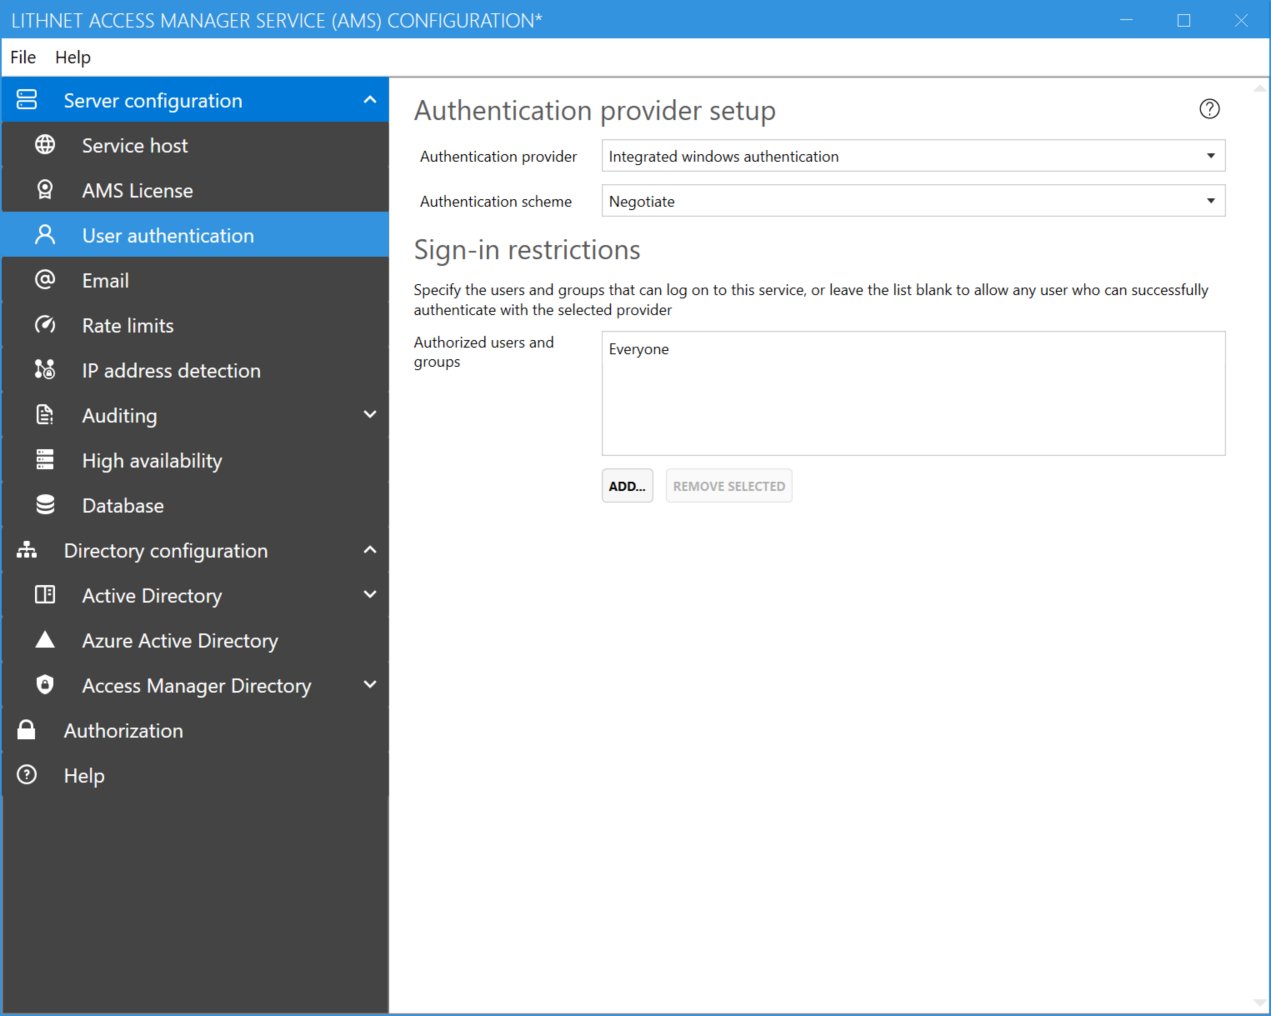 LITHNET ACCESS MANAGER SERVICE (AMS) CONFIGURATION*
File Help
Server configuration
Service host
AMS License
User authentication
Email
Rate limits
IP address detection
Auditing
High availability
Database
Directory configuration
Active Directory
Azure Active Directory
Access Manager Directory
Authorization
Help
Authentication provider setup
Authentication provider Integrated windows authentication
Authentication scheme Negotiate
Sign-in restrictions
Specify the users and groups that can log on to this service, or leave the list blank to allow any user who can successfully
authenticate with the selected provider
Authorized users and
groups
Everyone
ADD... REMOVE SELECTED